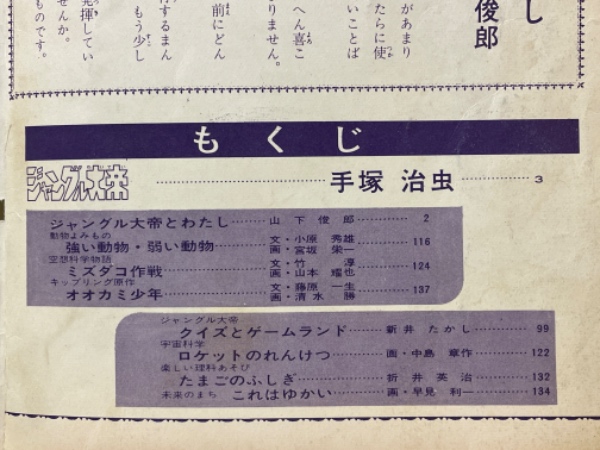 し
俊郎
があまり
たらに使
いことば
へん喜こ
りません。
前にどん
するまん
もう少し
発揮してい
せんか。
ものです。
もくじ
ジャングル大帝……手塚 治虫……3
ジャングル大帝とわたし……山下俊郎……2
動物よみもの
強い動物・弱い動物……文・小原 秀雄 画・宮坂 栄一……116
空想科学物語
ミズダコ作戦……文・竹 淳 画・山本 耀也……124
キップリング原作
オオカミ少年……文・藤原 一生 画・清水 勝……137
ジャングル大帝
クイズとゲームランド……新井 たかし……99
宇宙科学
ロケットのれんけつ……画・中島 章作……122
楽しい理科あそび
たまごのふしぎ……折井 英治……132
未来のまち これはゆかい……画・早見 利一……134